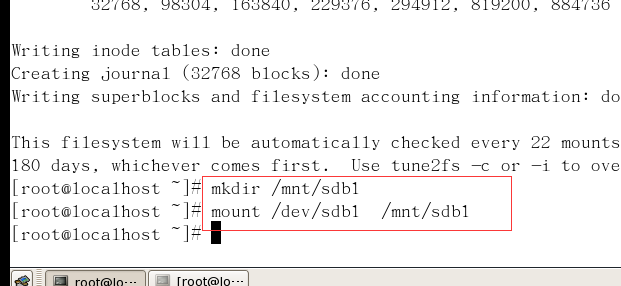 32768, 98304, 163840, 229376, 294912, 819200, 884736
Writing inode tables: done
Creating journal (32768 blocks): done
Writing superblocks and filesystem accounting information: do
This filesystem will be automatically checked every 22 mounts
180 days, whichever comes first.  Use tune2fs -c or -i to ove
[root@localhost ~]# mkdir /mnt/sdb1
[root@localhost ~]# mount /dev/sdb1  /mnt/sdb1
[root@localhost ~]#
root@lo··· [root@lo···